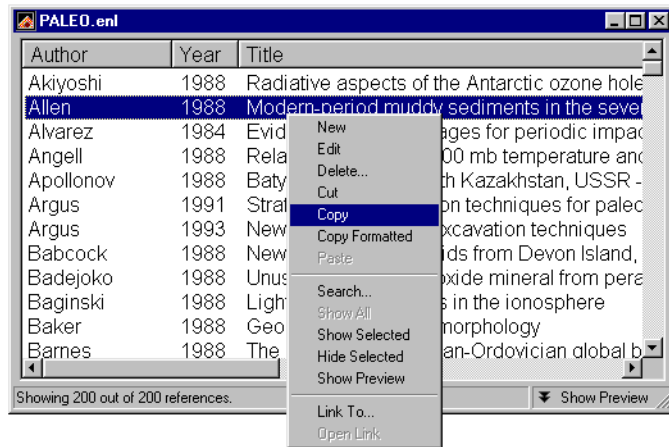 PALEO.enl
Author Year Title
Akiyoshi 1988 Radiative aspects of the Antarctic ozone hole
Allen 1988 Modern-period muddy sediments in the sever
Alvarez 1984 Evid ages for periodic impac
Angell 1988 Rela 00 mb temperature and
Apollonov 1988 Baty h Kazakhstan, USSR -
Argus 1991 Strat on techniques for paleo
Argus 1993 New xcavation techniques
Babcock 1988 New ids from Devon Island,
Badejoko 1988 Unus oxide mineral from pera
Baginski 1988 Ligh s in the ionosphere
Baker 1988 Geo morphology
Barnes 1988 The an-Ordovician global b
Showing 200 out of 200 references.
Show Preview
New
Edit
Delete...
Cut
Copy
Copy Formatted
Paste
Search...
Show All
Show Selected
Hide Selected
Show Preview
Link To...
Open Link